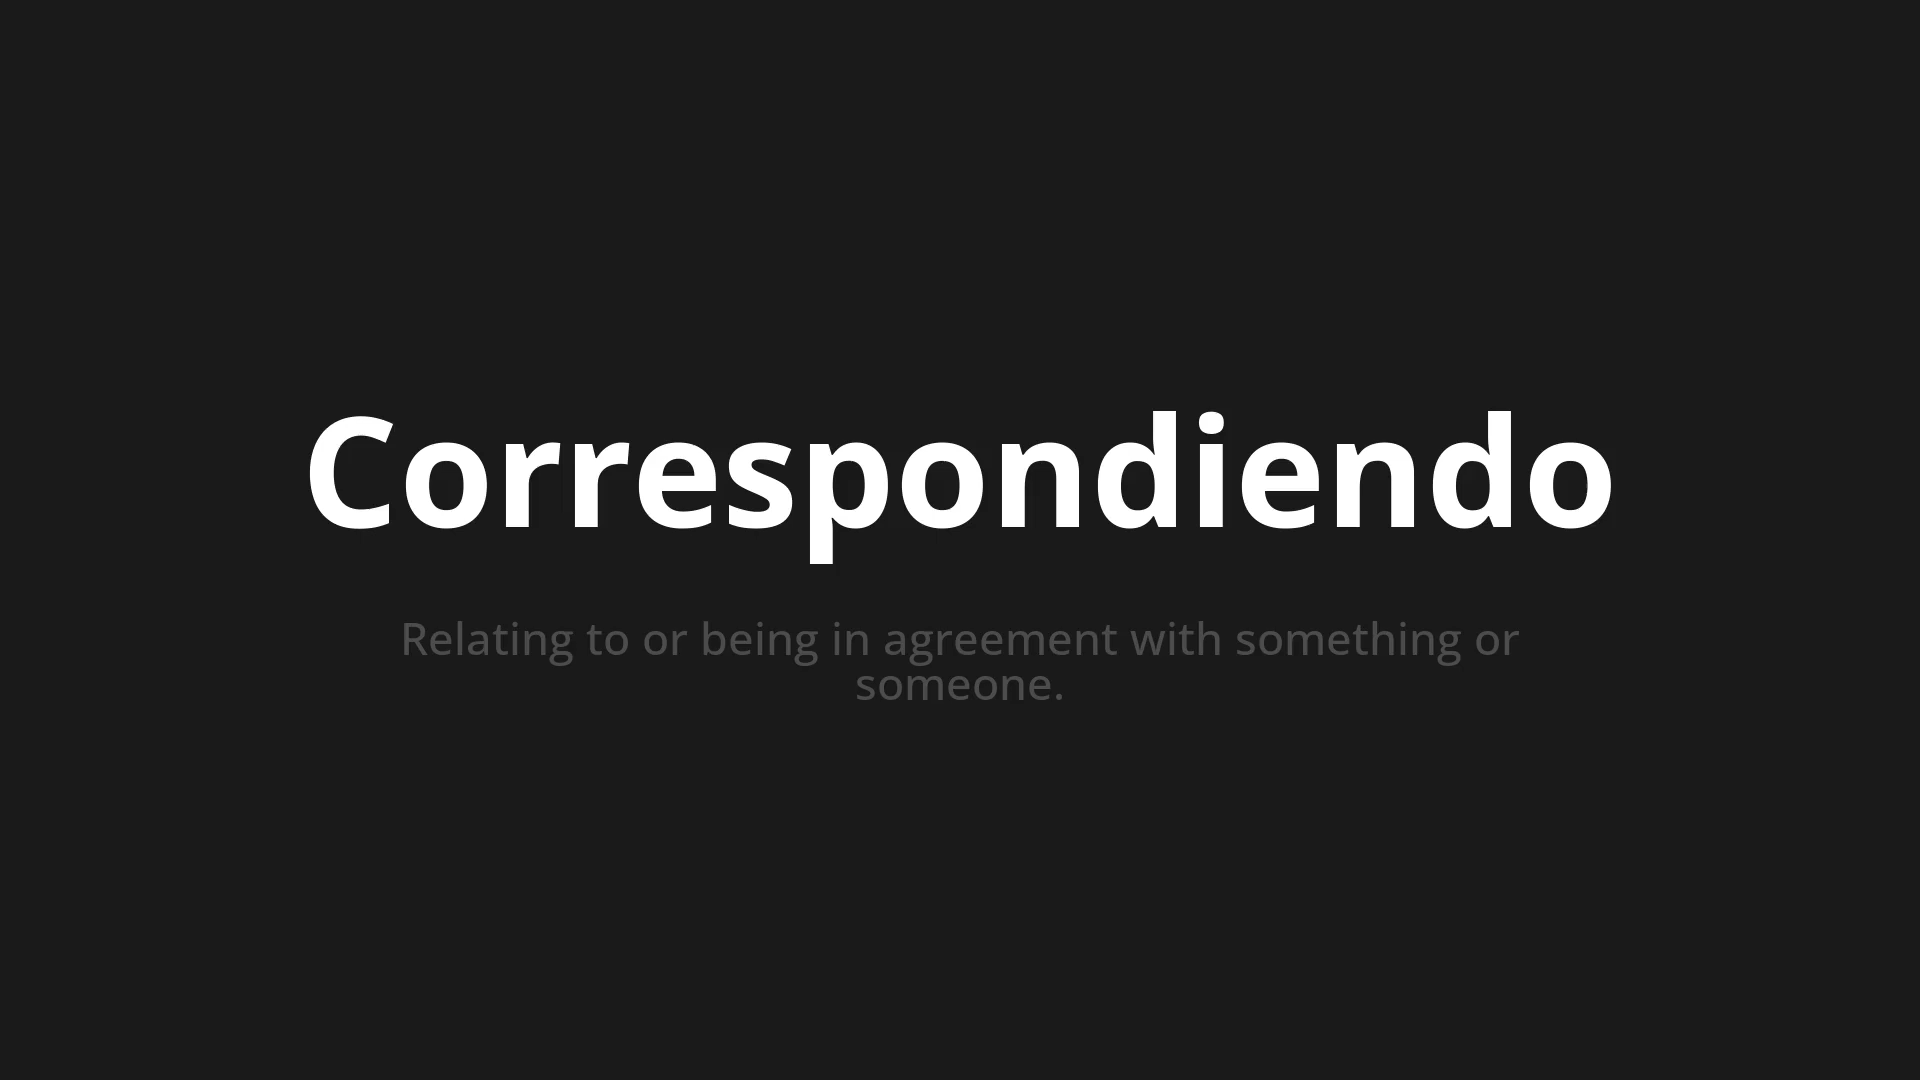 Correspondiendo
Relating to or being in agreement with something or
someone.